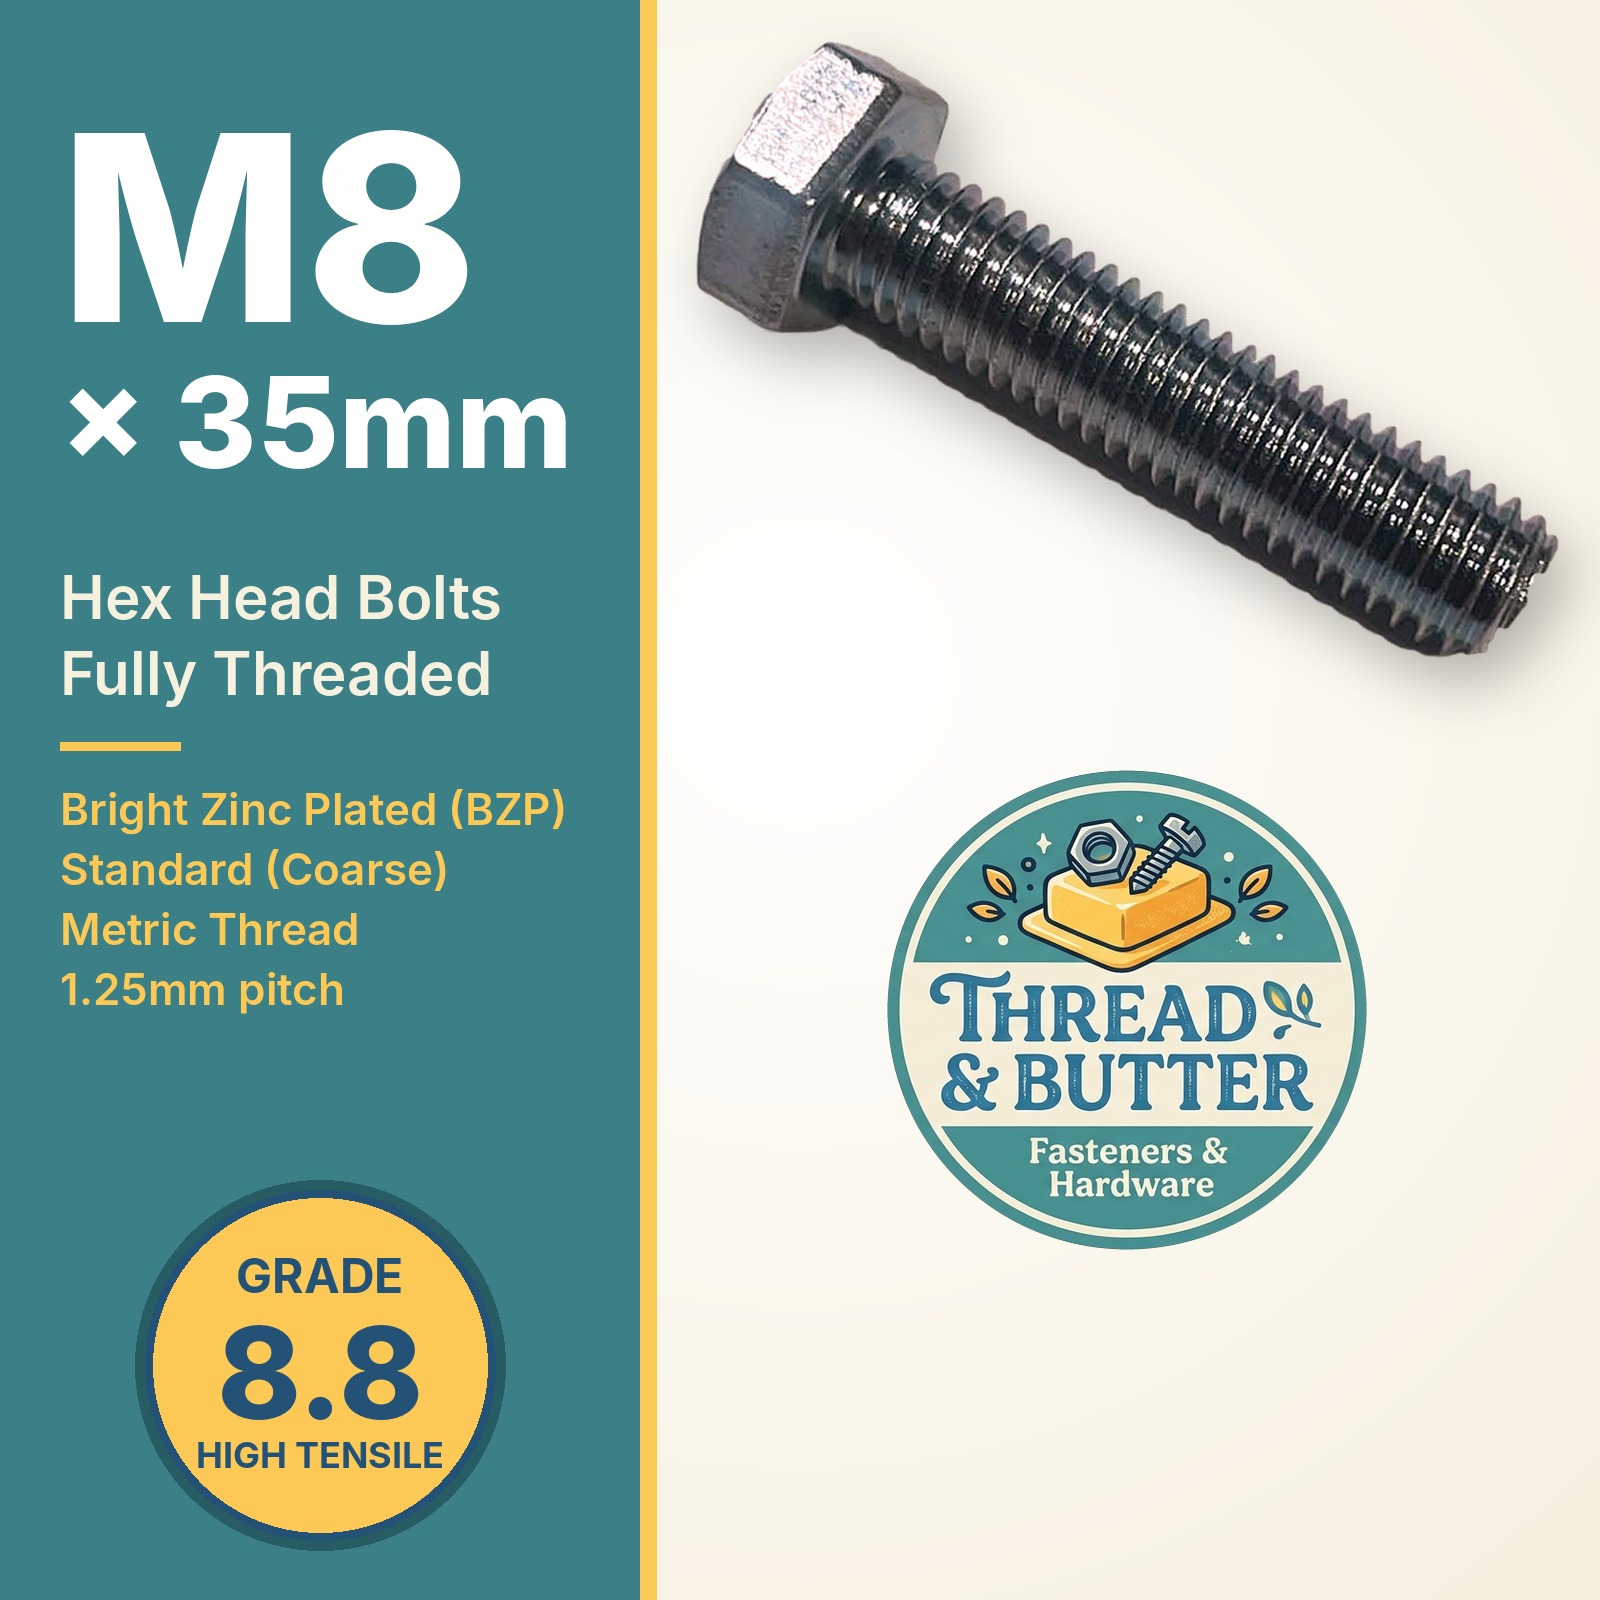 M8
× 35mm
Hex Head Bolts
Fully Threaded
Bright Zinc Plated (BZP)
Standard (Coarse)
Metric Thread
1.25mm pitch
GRADE
8.8
HIGH TENSILE
THREAD
& BUTTER
Fasteners &
Hardware